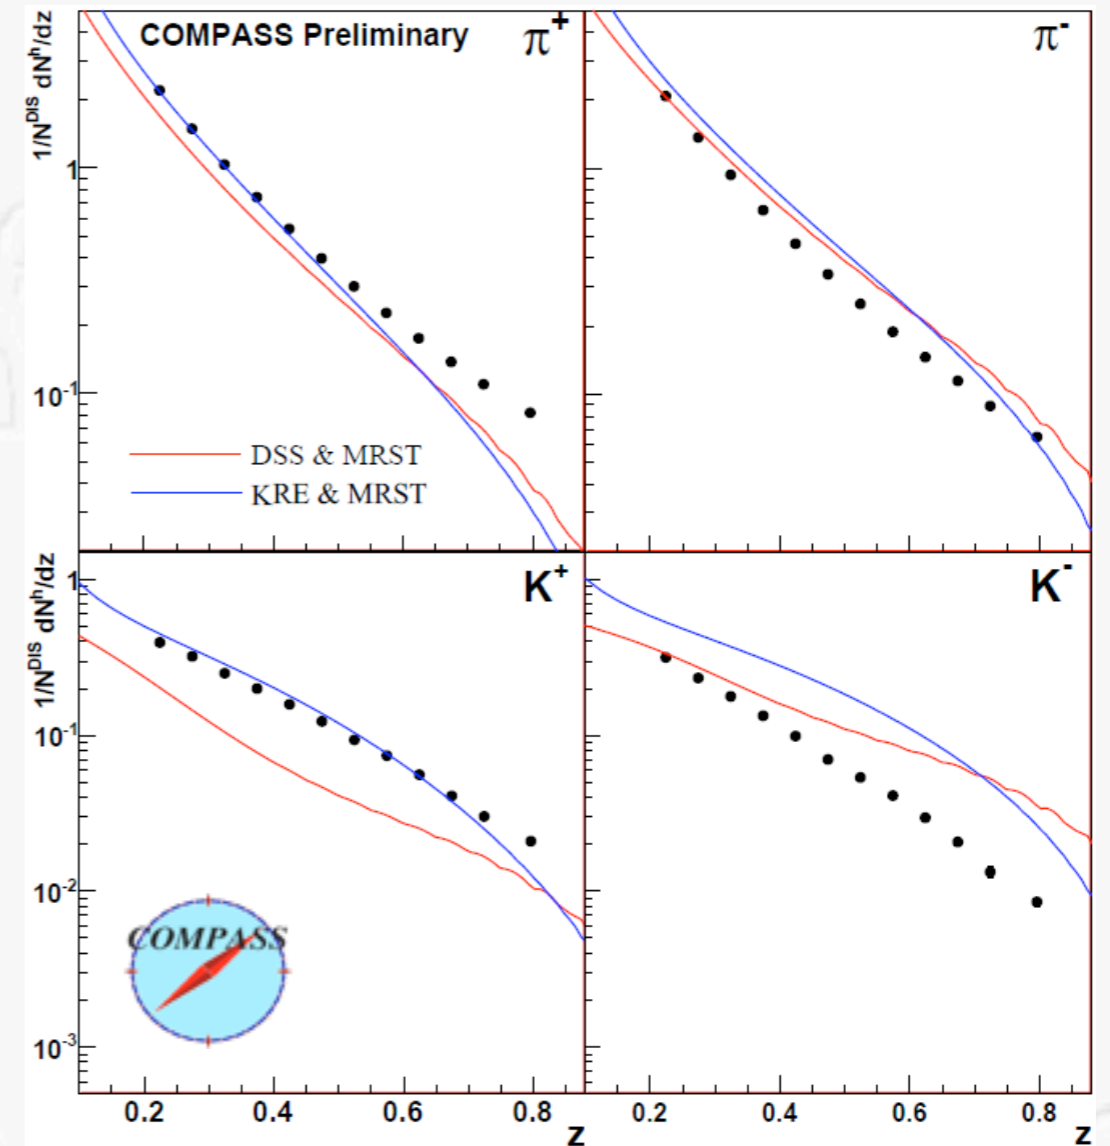 COMPASS Preliminary
π+
π-
1/N^DIS dN^h/dz
1
10^-1
DSS & MRST
KRE & MRST
K+
K-
1/N^DIS dN^h/dz
1
10^-1
10^-2
10^-3
COMPASS
0.2 0.4 0.6 0.8
z
0.2 0.4 0.6 0.8
z